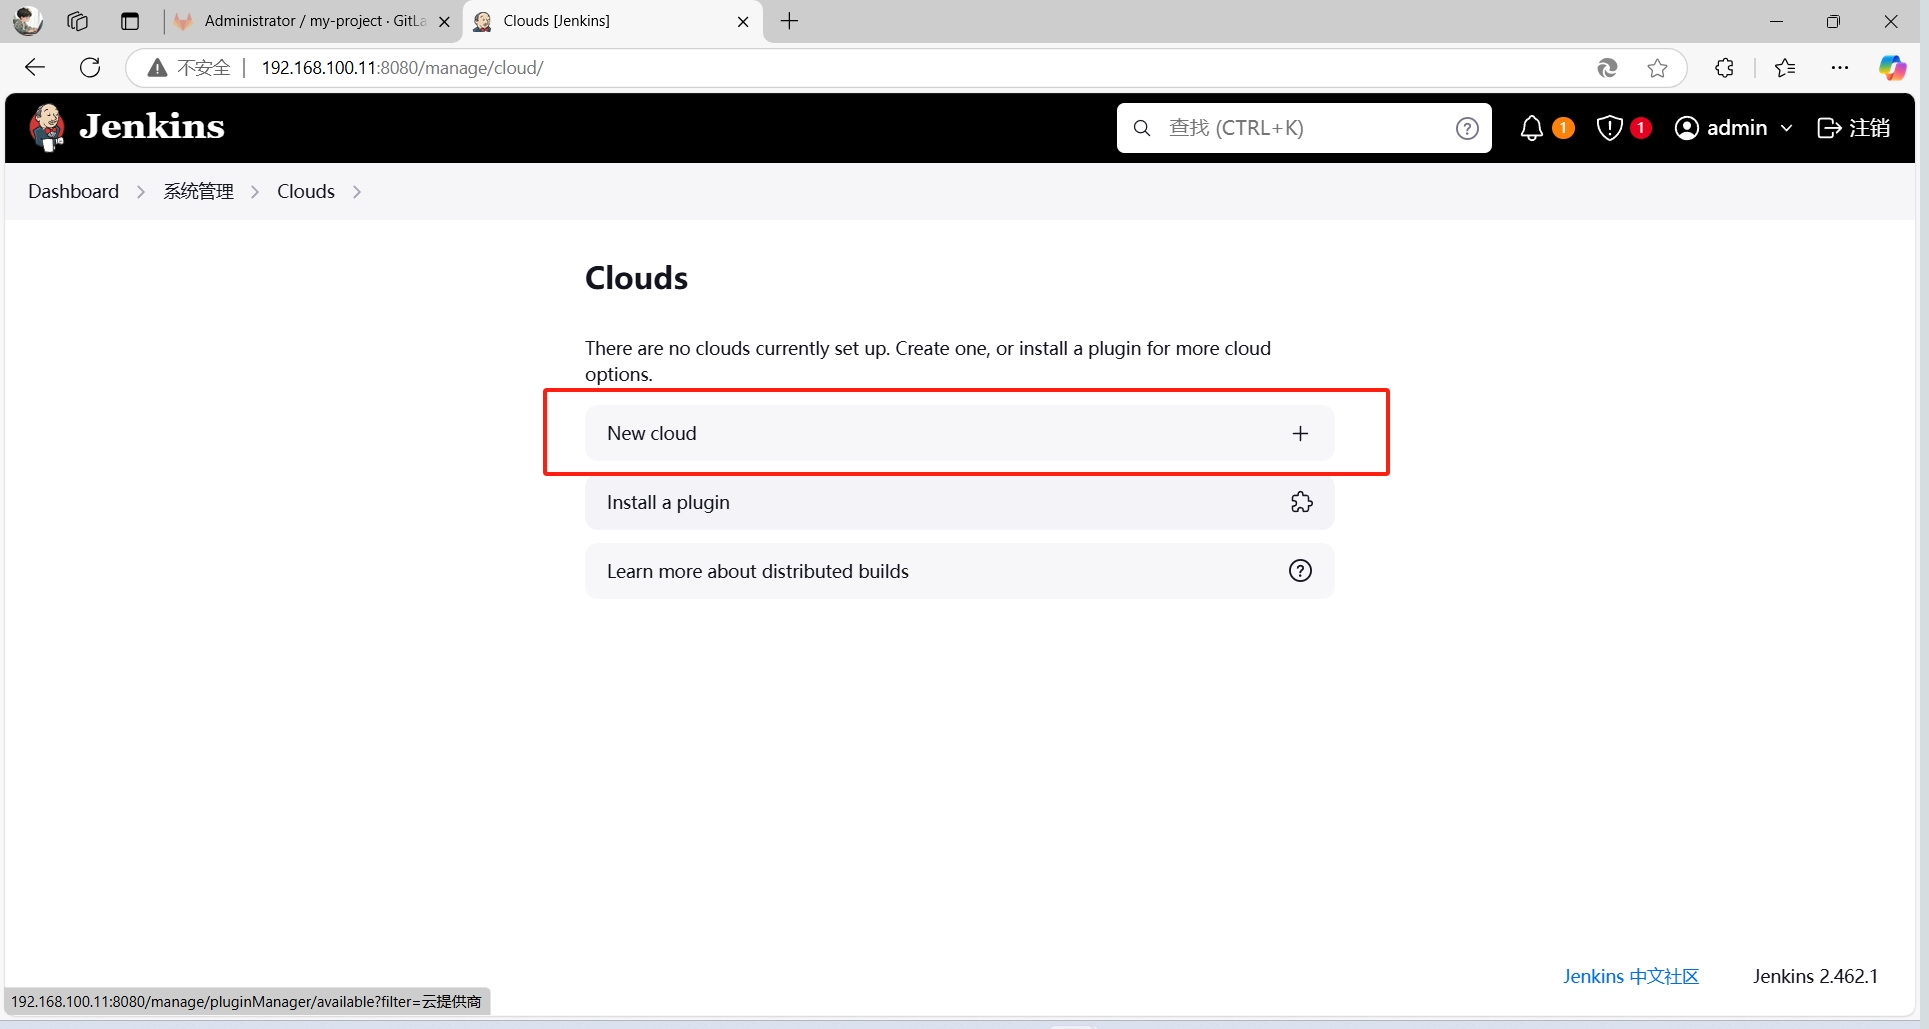 Administrator / my-project · GitLa
Clouds [Jenkins]
不安全
192.168.100.11:8080/manage/cloud/
Jenkins
查找 (CTRL+K)
1
1
admin
注销
Dashboard
系统管理
Clouds
Clouds
There are no clouds currently set up. Create one, or install a plugin for more cloud
options.
New cloud
Install a plugin
Learn more about distributed builds
Jenkins 中文社区
Jenkins 2.462.1
192.168.100.11:8080/manage/pluginManager/available?filter=云提供商